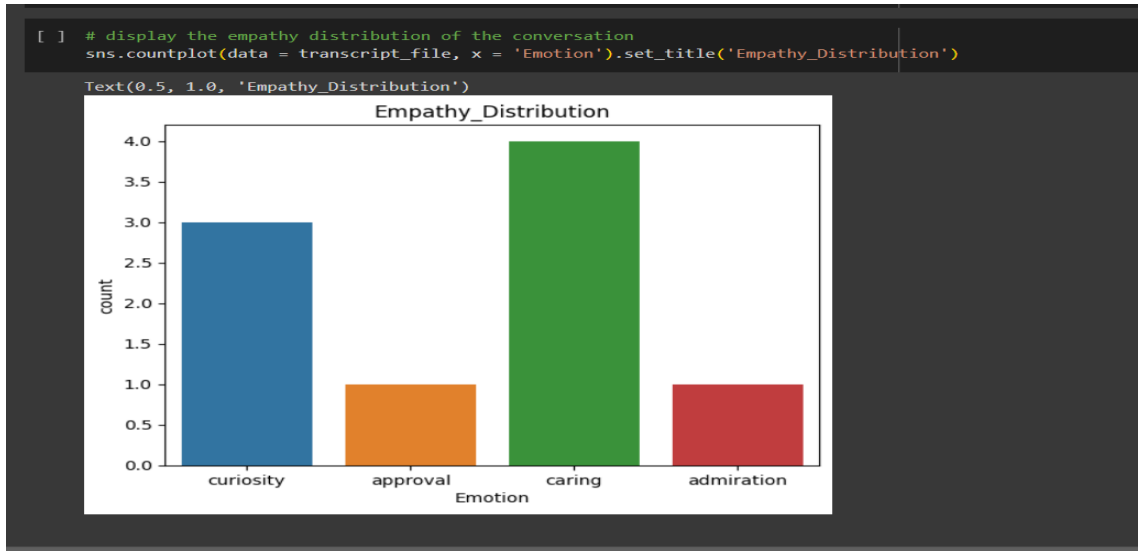 [ ] # display the empathy distribution of the conversation
sns.countplot(data = transcript_file, x = 'Emotion').set_title('Empathy_Distribution')
Text(0.5, 1.0, 'Empathy_Distribution')
Empathy_Distribution
4.0
3.5
3.0
2.5
2.0
1.5
1.0
0.5
0.0
count
curiosity approval caring admiration
Emotion